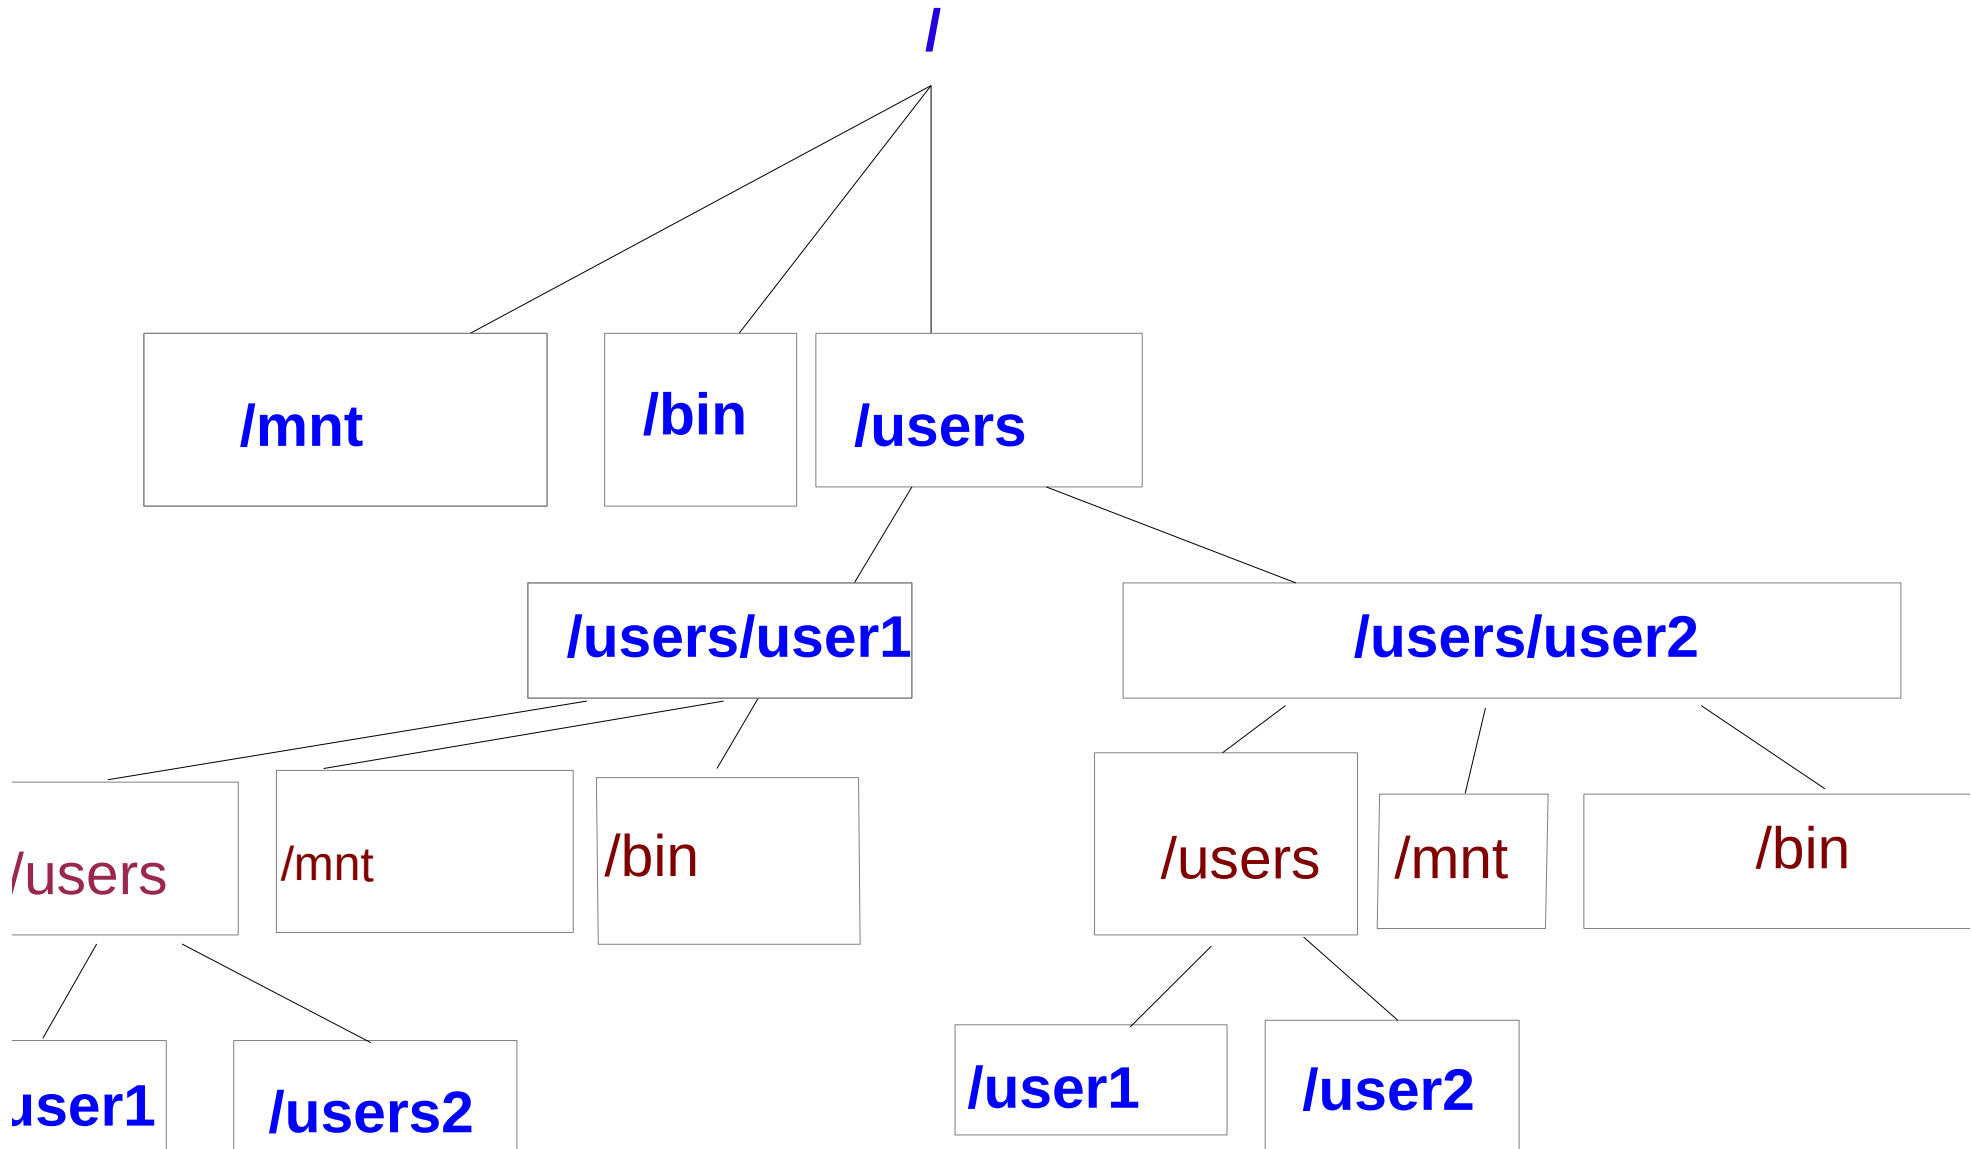 /
/mnt
/bin
/users
/users/user1
/users/user2
/users
/mnt
/bin
/users
/mnt
/bin
user1
/users2
/user1
/user2